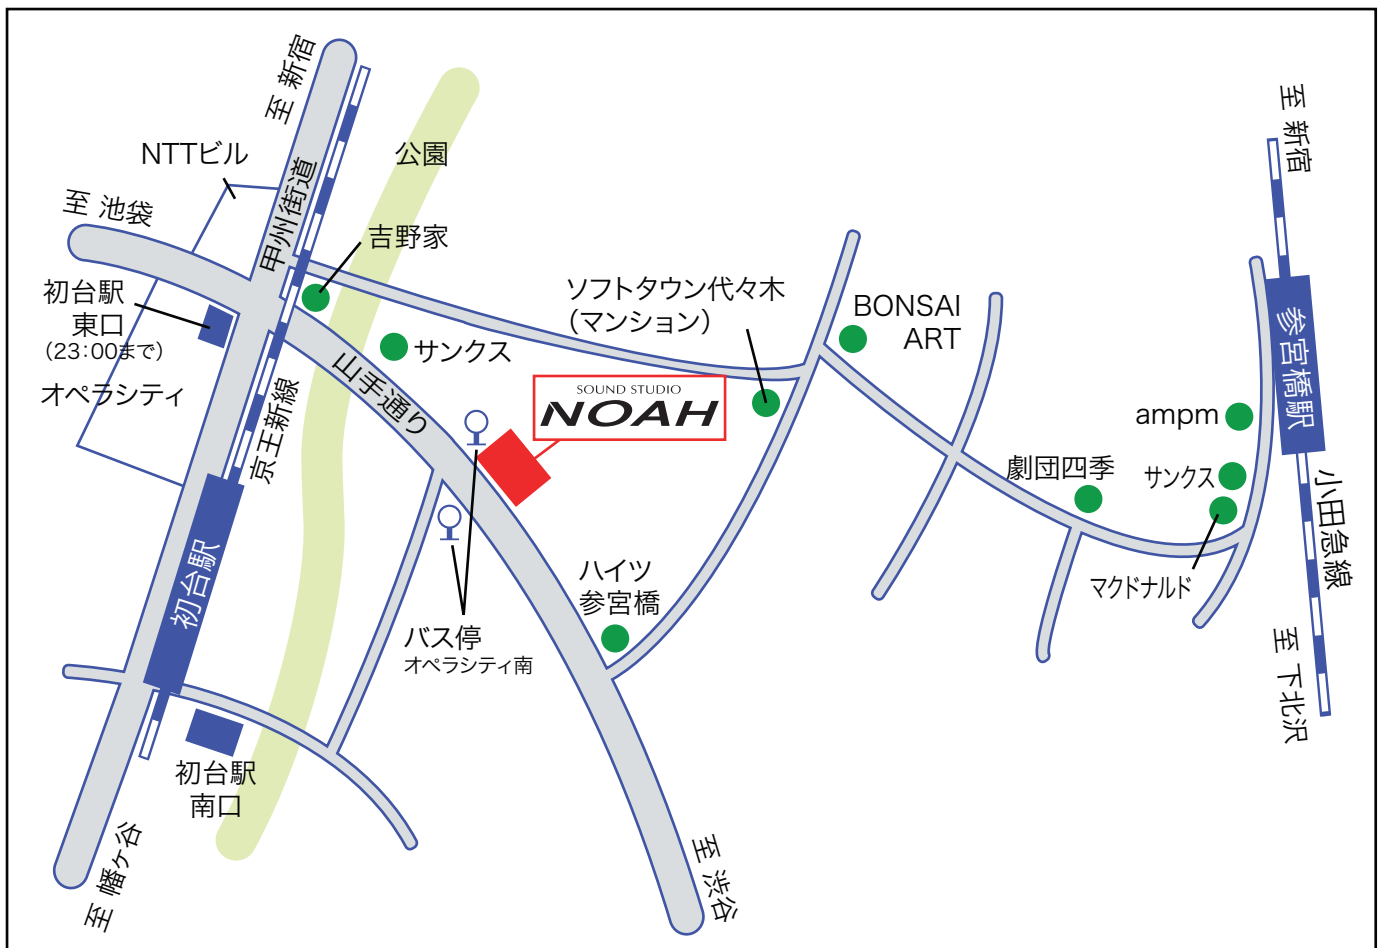 至 新宿
NTTビル
甲州街道
公園
至 池袋
吉野家
初台駅
東口
(23:00まで)
オペラシティ
サンクス
山手通り
京王新線
SOUND STUDIO
NOAH
ソフトタウン代々木
(マンション)
BONSAI
ART
至 新宿
参宮橋駅
ampm
劇団四季
サンクス
マクドナルド
小田急線
至 下北沢
初台駅
バス停
オペラシティ南
ハイツ
参宮橋
初台駅
南口
至 幡ヶ谷
至 渋谷